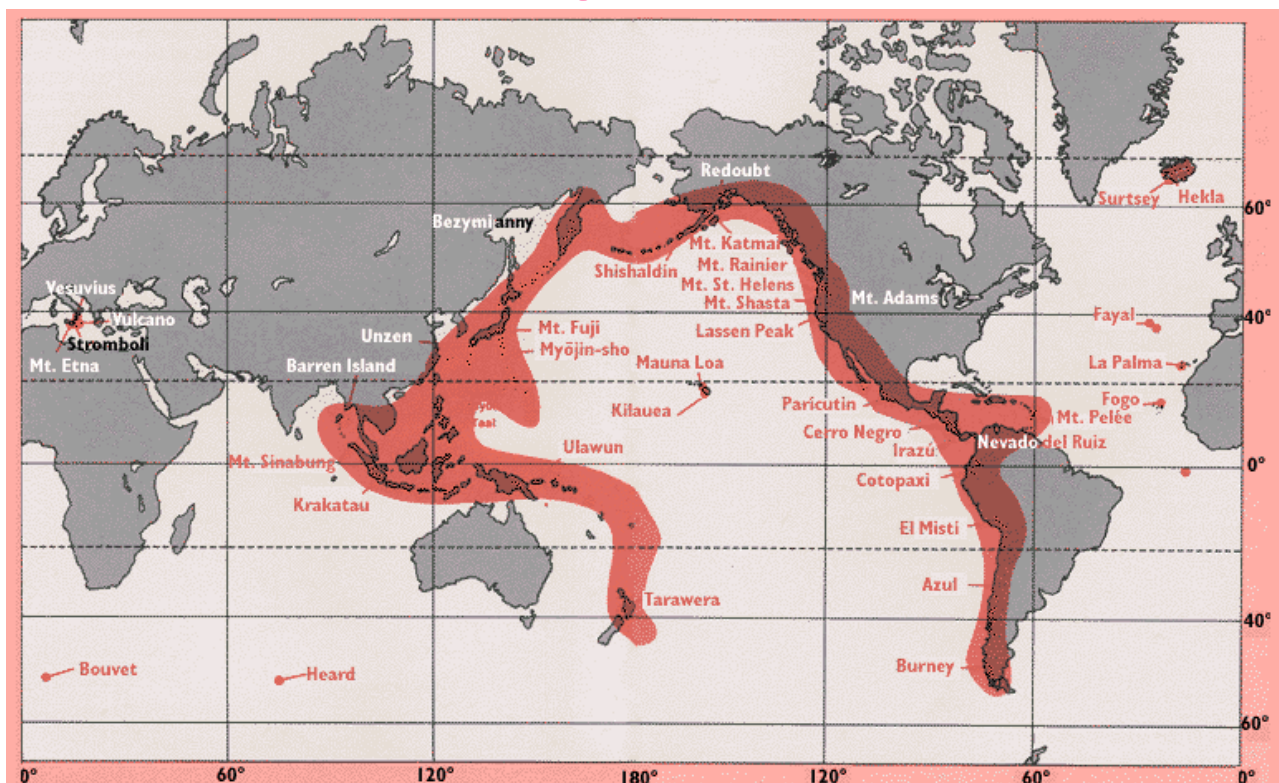 Redoubt
Surtsey
Hekla
60°
Bezymianny
Mt. Katmai
Shishaldin
Mt. Rainier
Mt. St. Helens
Mt. Shasta
Mt. Adams
Vesuvius
Vulcano
Stromboli
Mt. Etna
Unzen
Mt. Fuji
Myōjin-sho
Lassen Peak
Fayal
40°
Barren Island
Mauna Loa
Kilauea
La Palma
Parícutin
Fogo
Mt. Pelée
Cerro Negro
Irazú
Nevado del Ruiz
Ulawun
Mt. Sinabung
Krakatau
Cotopaxi
0°
El Misti
Azul
Tarawera
40°
Burney
Bouvet
Heard
60°
0°
60°
120°
180°
120°
60°
0°